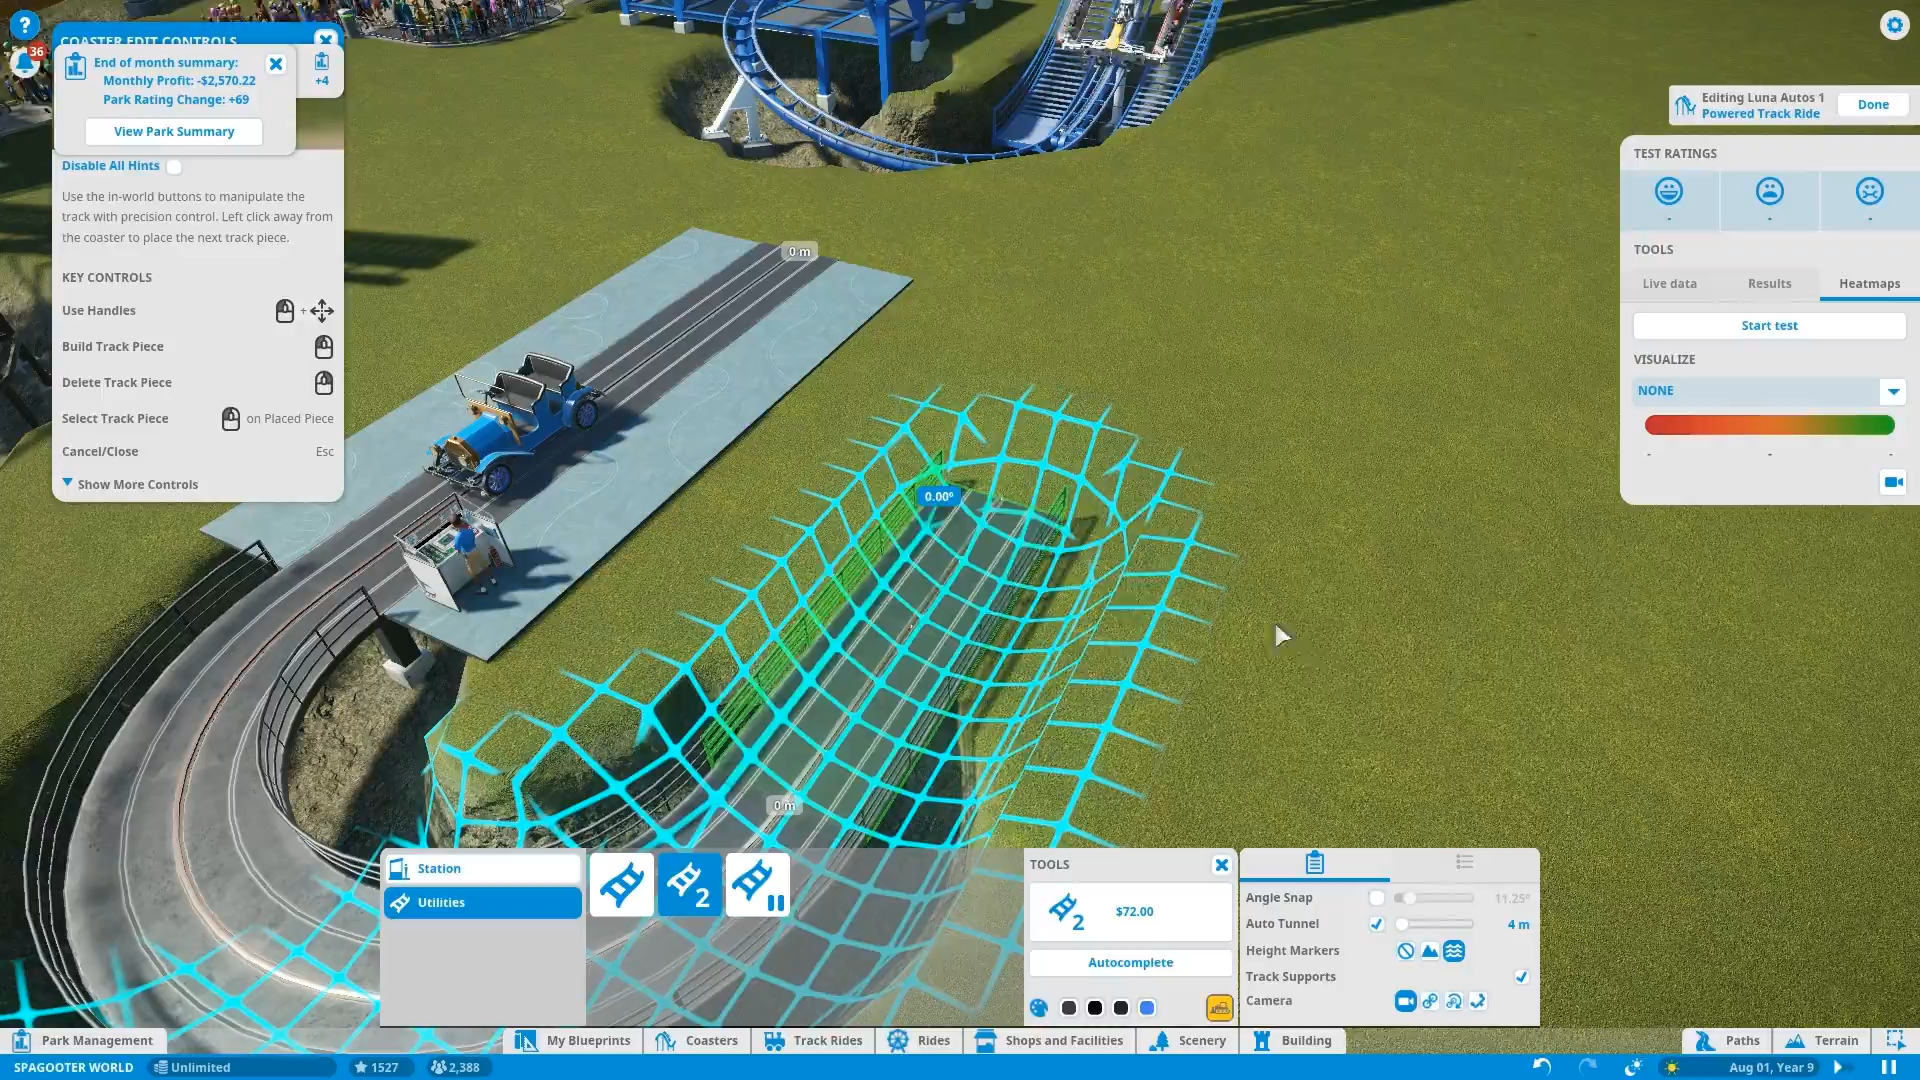 ?
COASTER EDIT CONTROLS
36
End of month summary:
Monthly Profit: -$2,570.22
Park Rating Change: +69
+4
View Park Summary
Disable All Hints
Use the in-world buttons to manipulate the
track with precision control. Left click away from
the coaster to place the next track piece.
KEY CONTROLS
Use Handles
+
Build Track Piece
Delete Track Piece
Select Track Piece
on Placed Piece
Cancel/Close
Esc
Show More Controls
0 m
0.00°
0 m
Editing Luna Autos 1
Powered Track Ride
Done
TEST RATINGS
- - -
TOOLS
Live data
Results
Heatmaps
Start test
VISUALIZE
NONE
- - -
Station
Utilities
2
TOOLS
2
$72.00
Autocomplete
Angle Snap
11.25°
Auto Tunnel
4 m
Height Markers
Track Supports
Camera
Park Management
My Blueprints
Coasters
Track Rides
Rides
Shops and Facilities
Scenery
Building
Paths
Terrain
SPAGOOTER WORLD
Unlimited
1527
2,388
Aug 01, Year 9